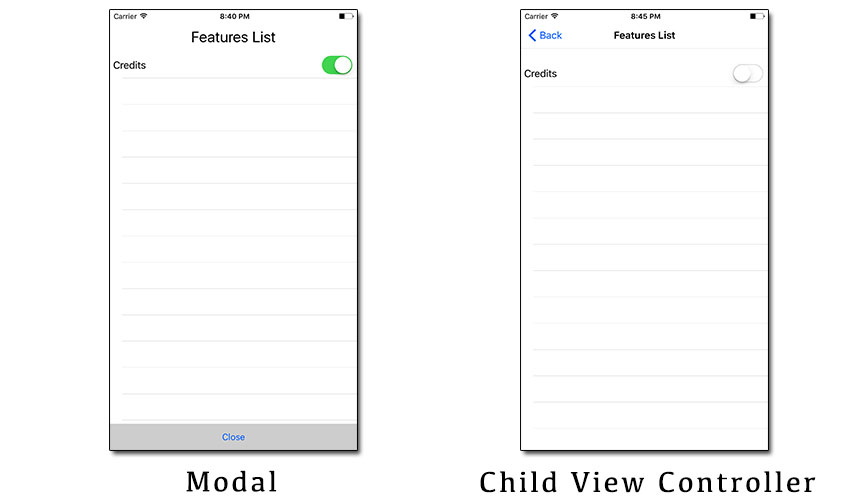 Carrier 8:40 PM
Features List
Credits
Close
Modal
Carrier 8:45 PM
Back Features List
Credits
Child View Controller